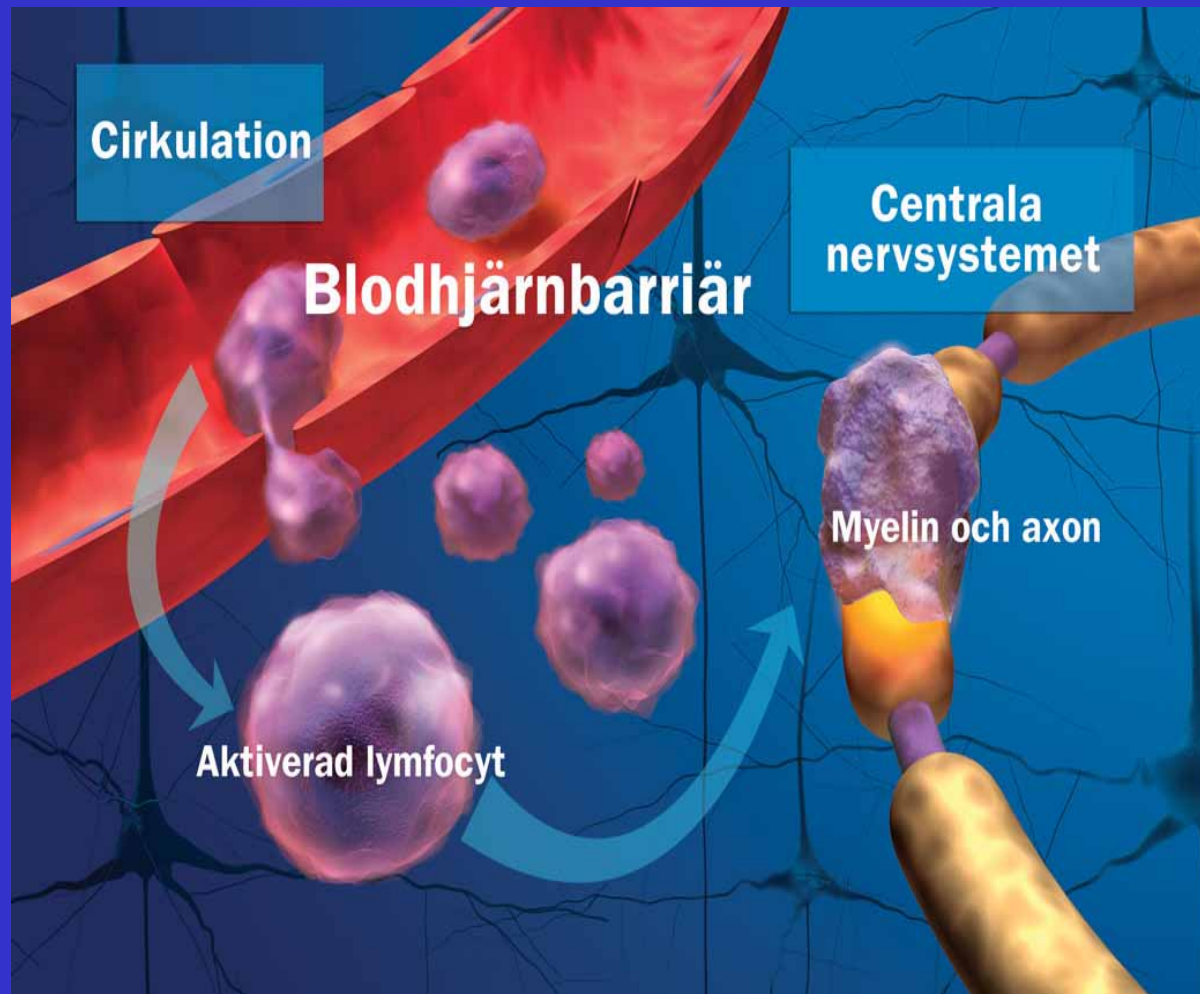 Cirkulation
Centrala
nervsystemet
Blodhjärnbarriär
Myelin och axon
Aktiverad lymfocyt